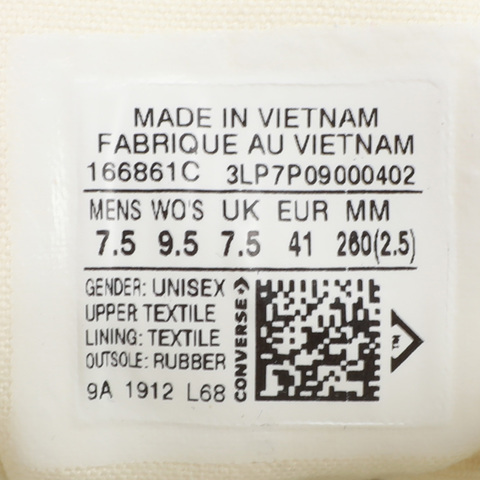 MADE IN VIETNAM
FABRIQUE AU VIETNAM
166861C 3LP7P09000402
MENS WO'S UK EUR MM
7.5 9.5 7.5 41 260(2.5)
GENDER: UNISEX
UPPER TEXTILE
LINING: TEXTILE
OUTSOLE: RUBBER
9A 1912 L68
CONVERSE
TM